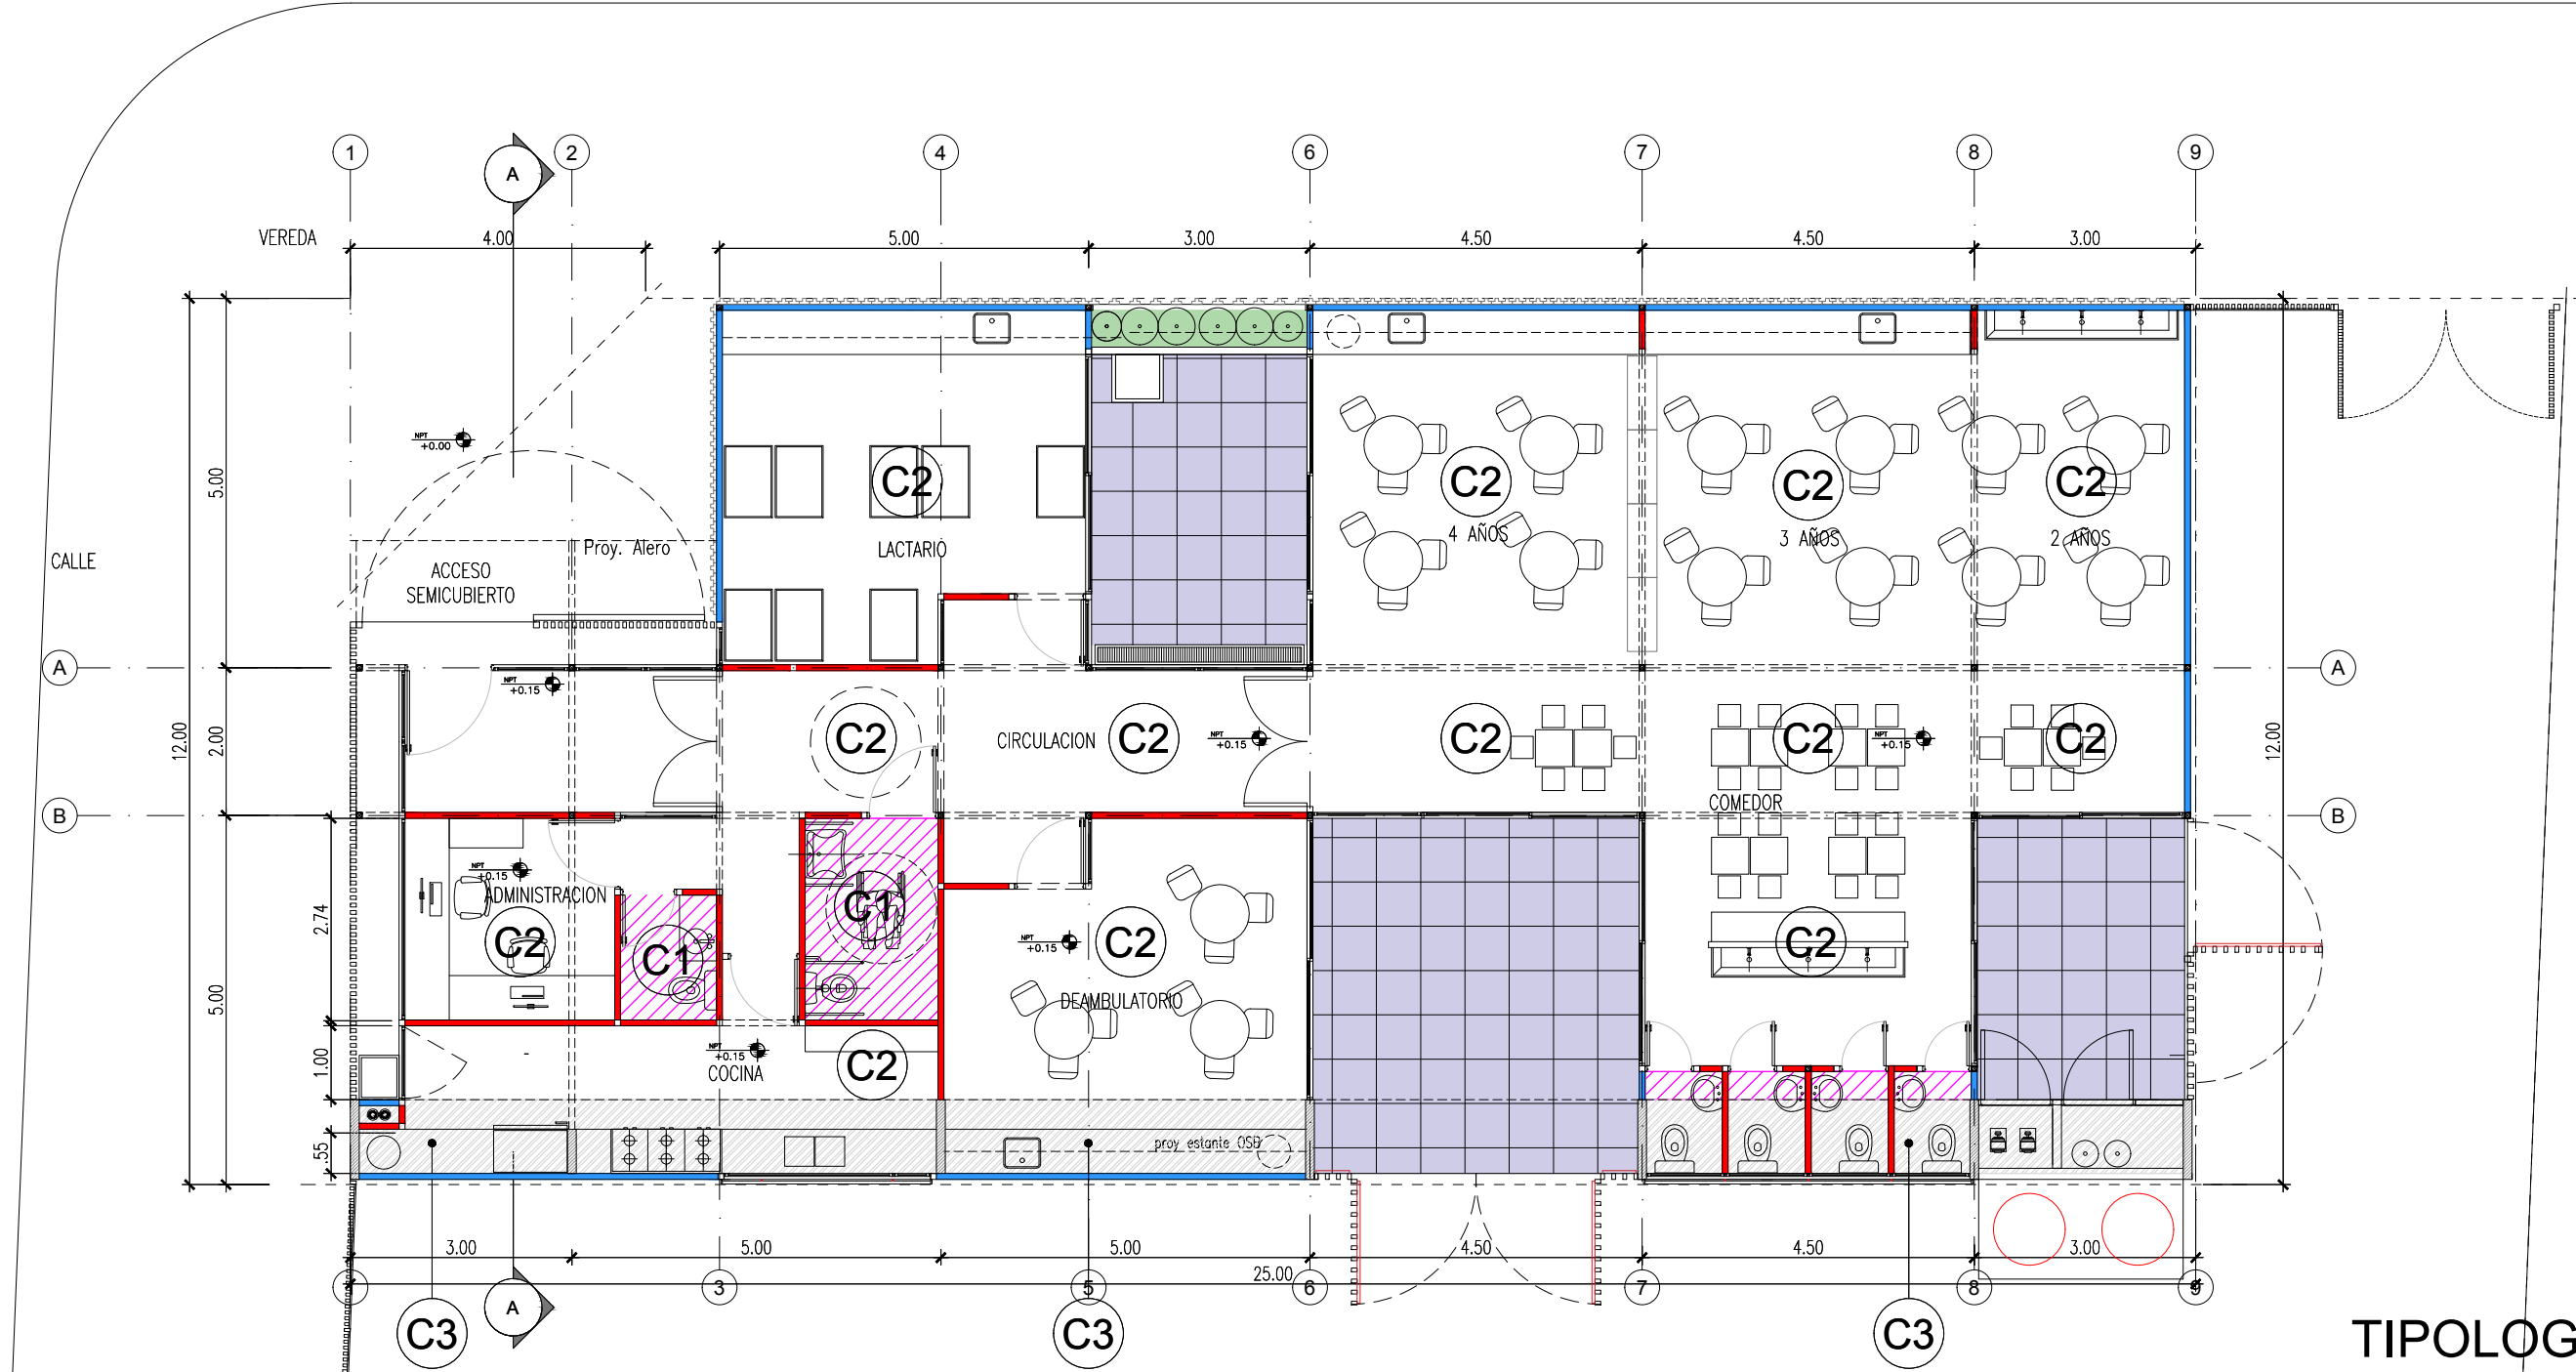 1
2
4
6
7
8
9
A
VEREDA
4.00
5.00
3.00
4.50
4.50
3.00
NPT
+0.00
C2
C2
C2
C2
5.00
4 AÑOS
3 AÑOS
2 AÑOS
Proy. Alero
LACTARIO
CALLE
ACCESO
SEMICUBIERTO
A
A
NPT
+0.15
12.00
2.00
C2
CIRCULACION
C2
NPT
+0.15
C2
C2
NPT
+0.15
C2
12.00
COMEDOR
B
B
NPT
+0.15
ADMINISTRACION
C1
2.74
C2
C1
NPT
+0.15
C2
C2
DEAMBULATORIO
5.00
1.00
NPT
+0.15
COCINA
C2
.55
proy estante OSB
3.00
5.00
5.00
4.50
4.50
3.00
25.00
3
5
6
7
8
9
A
C3
C3
C3
TIPOLOG